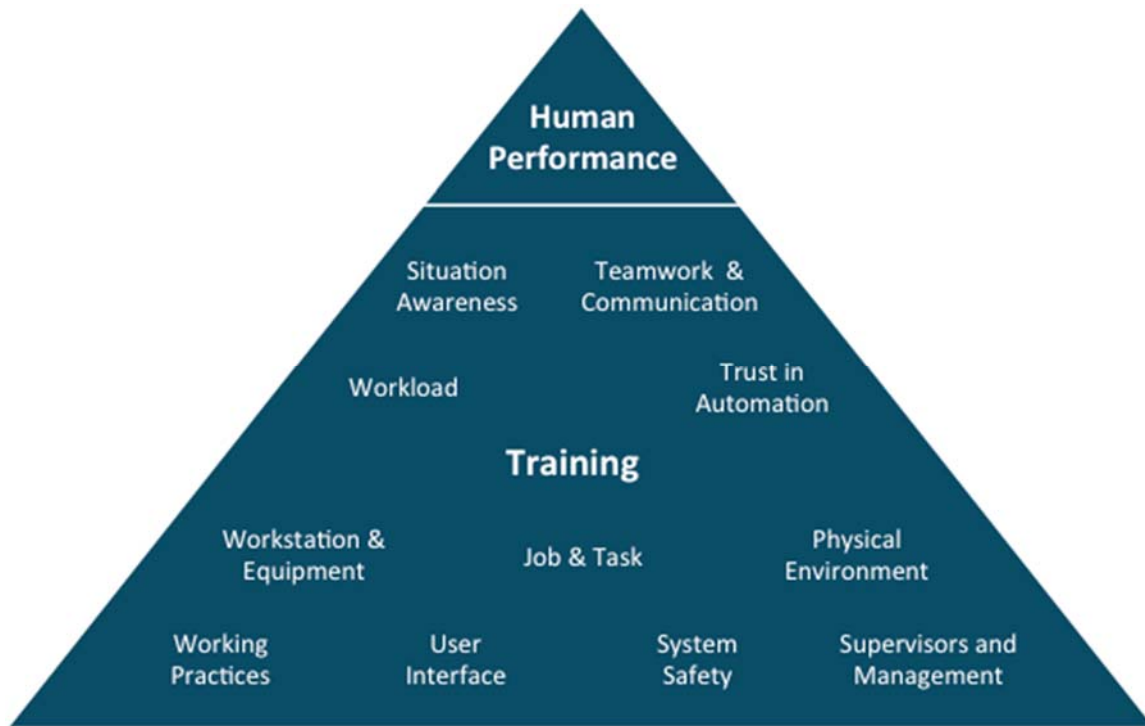 Human
Performance
Situation
Awareness
Teamwork &
Communication
Workload
Trust in
Automation
Training
Workstation &
Equipment
Job & Task
Physical
Environment
Working
Practices
User
Interface
System
Safety
Supervisors and
Management